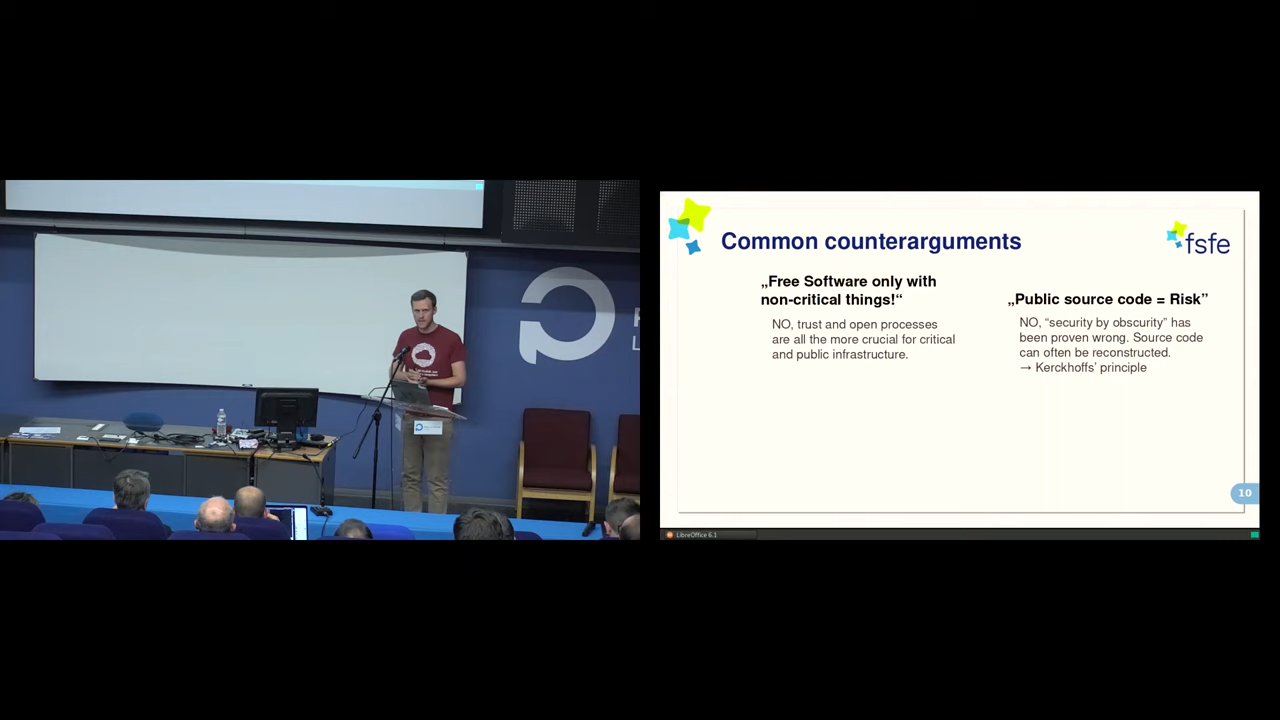 Common counterarguments
fsfe
„Free Software only with
non-critical things!“
NO, trust and open processes
are all the more crucial for critical
and public infrastructure.
„Public source code = Risk”
NO, “security by obscurity” has
been proven wrong. Source code
can often be reconstructed.
→ Kerckhoffs’ principle
10
LibreOffice 6.1